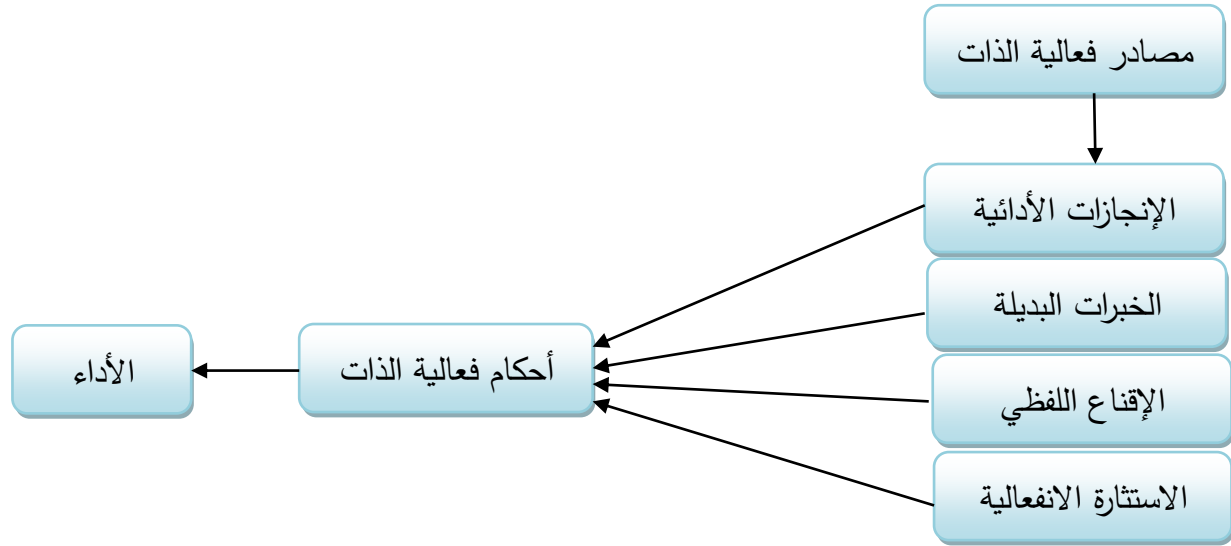 مصادر فعالية الذات
الإنجازات الأدائية
الخبرات البديلة
الإقناع اللفظي
الاستثارة الانفعالية
أحكام فعالية الذات
الأداء